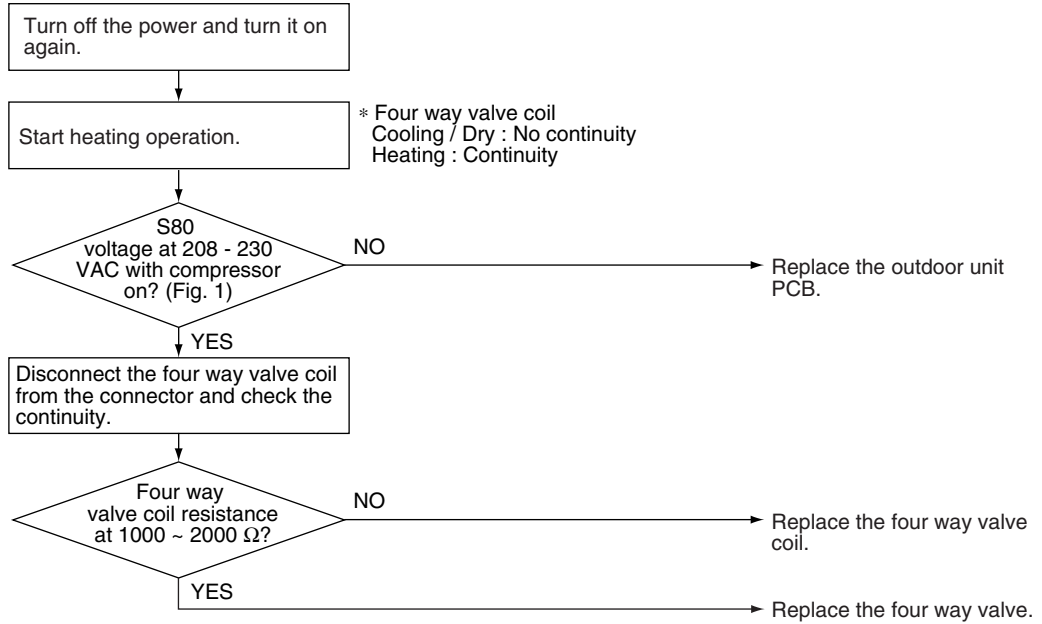 Turn off the power and turn it on
again.
Start heating operation.
* Four way valve coil
Cooling / Dry : No continuity
Heating : Continuity
S80
voltage at 208 - 230
VAC with compressor
on? (Fig. 1)
NO
Replace the outdoor unit
PCB.
YES
Disconnect the four way valve coil
from the connector and check the
continuity.
Four way
valve coil resistance
at 1000 ~ 2000 Ω?
NO
Replace the four way valve
coil.
YES
Replace the four way valve.